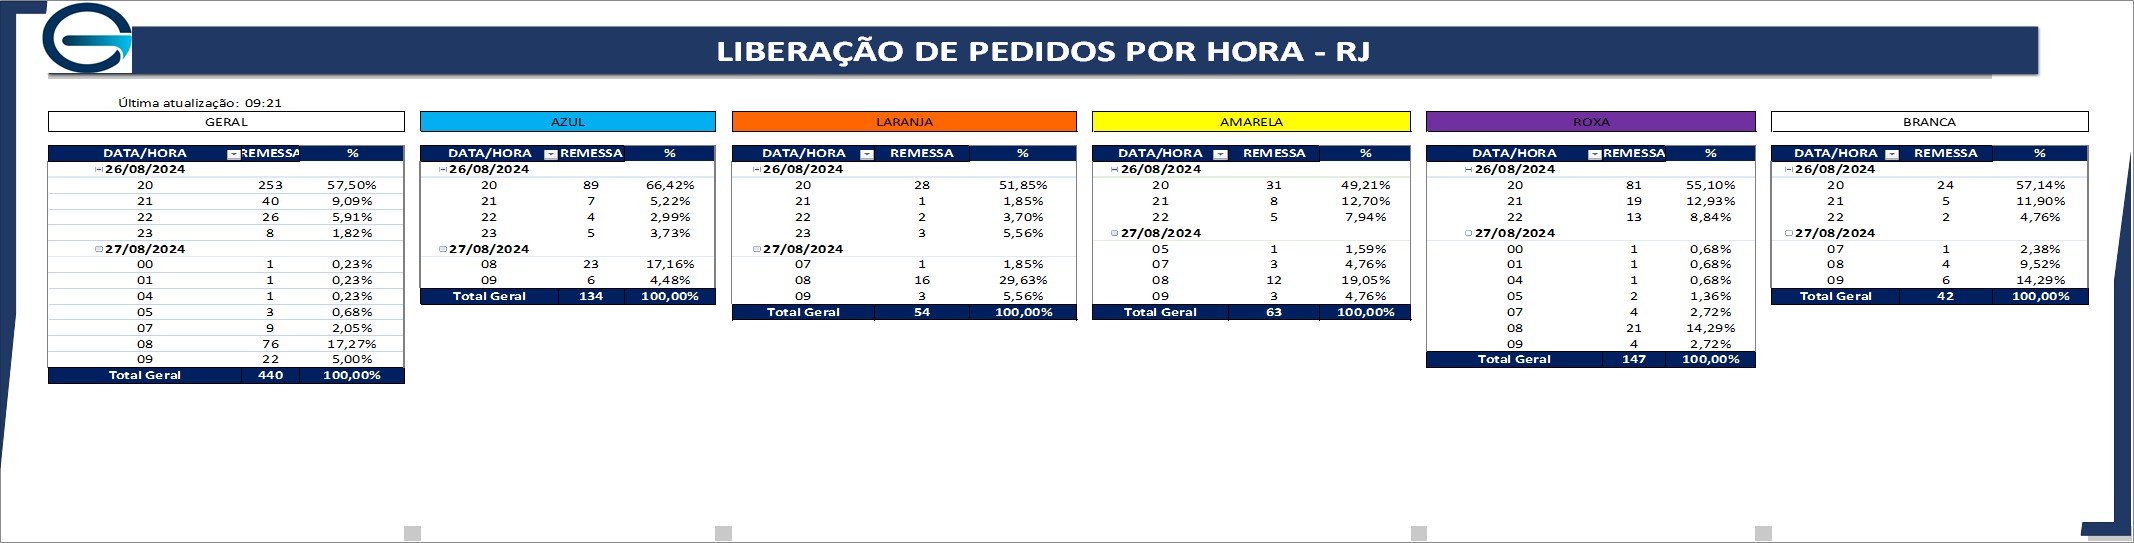 LIBERAÇÃO DE PEDIDOS POR HORA - RJ
Última atualização: 09:21
GERAL
DATA/HORA REMESSA %
26/08/2024
20 253 57,50%
21 40 9,09%
22 26 5,91%
23 8 1,82%
27/08/2024
00 1 0,23%
01 1 0,23%
04 1 0,23%
05 3 0,68%
07 9 2,05%
08 76 17,27%
09 22 5,00%
Total Geral 440 100,00%
AZUL
DATA/HORA REMESSA %
26/08/2024
20 89 66,42%
21 7 5,22%
22 4 2,99%
23 5 3,73%
27/08/2024
08 23 17,16%
09 6 4,48%
Total Geral 134 100,00%
LARANJA
DATA/HORA REMESSA %
26/08/2024
20 28 51,85%
21 1 1,85%
22 2 3,70%
23 3 5,56%
27/08/2024
07 1 1,85%
08 16 29,63%
09 3 5,56%
Total Geral 54 100,00%
AMARELA
DATA/HORA REMESSA %
26/08/2024
20 31 49,21%
21 8 12,70%
22 5 7,94%
27/08/2024
05 1 1,59%
07 3 4,76%
08 12 19,05%
09 3 4,76%
Total Geral 63 100,00%
ROXA
DATA/HORA REMESSA %
26/08/2024
20 81 55,10%
21 19 12,93%
22 13 8,84%
27/08/2024
00 1 0,68%
01 1 0,68%
04 1 0,68%
05 2 1,36%
07 4 2,72%
08 21 14,29%
09 4 2,72%
Total Geral 147 100,00%
BRANCA
DATA/HORA REMESSA %
26/08/2024
20 24 57,14%
21 5 11,90%
22 2 4,76%
27/08/2024
07 1 2,38%
08 4 9,52%
09 6 14,29%
Total Geral 42 100,00%